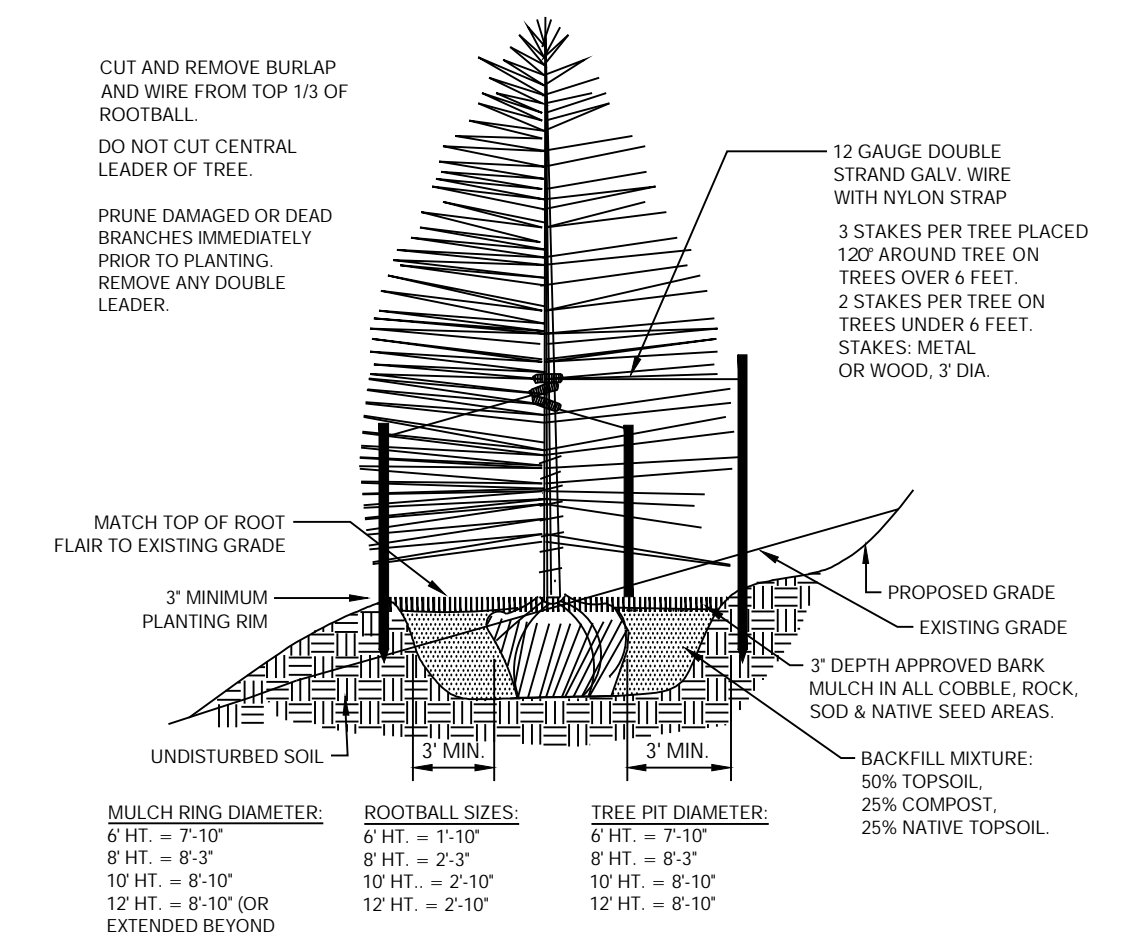 CUT AND REMOVE BURLAP
AND WIRE FROM TOP 1/3 OF
ROOTBALL.
DO NOT CUT CENTRAL
LEADER OF TREE.
PRUNE DAMAGED OR DEAD
BRANCHES IMMEDIATELY
PRIOR TO PLANTING.
REMOVE ANY DOUBLE
LEADER.
12 GAUGE DOUBLE
STRAND GALV. WIRE
WITH NYLON STRAP
3 STAKES PER TREE PLACED
120° AROUND TREE ON
TREES OVER 6 FEET.
2 STAKES PER TREE ON
TREES UNDER 6 FEET.
STAKES: METAL
OR WOOD, 3' DIA.
MATCH TOP OF ROOT
FLAIR TO EXISTING GRADE
3" MINIMUM
PLANTING RIM
PROPOSED GRADE
EXISTING GRADE
3" DEPTH APPROVED BARK
MULCH IN ALL COBBLE, ROCK,
SOD & NATIVE SEED AREAS.
UNDISTURBED SOIL
3' MIN.
3' MIN.
BACKFILL MIXTURE:
50% TOPSOIL,
25% COMPOST,
25% NATIVE TOPSOIL.
MULCH RING DIAMETER:
6' HT. = 7'-10"
8' HT. = 8'-3"
10' HT. = 8'-10"
12' HT. = 8'-10" (OR
EXTENDED BEYOND
ROOTBALL SIZES:
6' HT. = 1'-10"
8' HT. = 2'-3"
10' HT.. = 2'-10"
12' HT. = 2'-10"
TREE PIT DIAMETER:
6' HT. = 7'-10"
8' HT. = 8'-3"
10' HT. = 8'-10"
12' HT. = 8'-10"